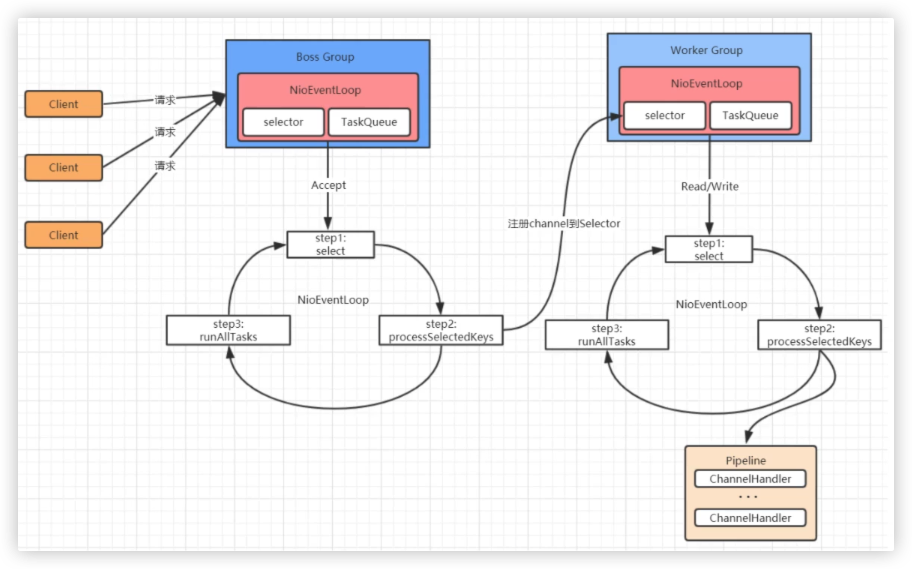 Boss Group
NioEventLoop
selector
TaskQueue
Client
请求
Client
请求
Client
请求
Accept
step1:
select
NioEventLoop
step2:
processSelectedKeys
step3:
runAllTasks
注册channel到Selector
Worker Group
NioEventLoop
selector
TaskQueue
Read/Write
step1:
select
NioEventLoop
step2:
processSelectedKeys
step3:
runAllTasks
Pipeline
ChannelHandler
...
ChannelHandler